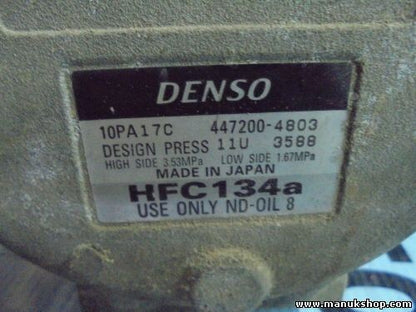 DENSO
10PA17C 447200-4803
DESIGN PRESS 11U 3588
HIGH SIDE 3.53MPa LOW SIDE 1.67MPa
MADE IN JAPAN
HFC134a
USE ONLY ND-OIL 8
www.manukshop.com